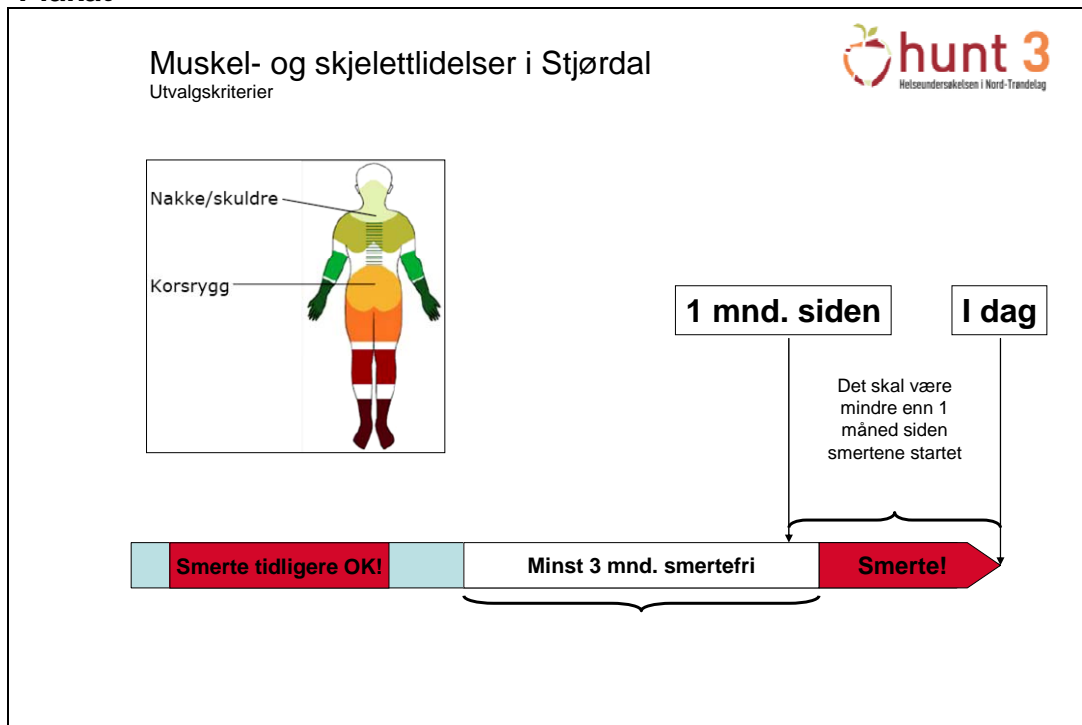 Plakat
Muskel- og skjelettlidelser i Stjørdal
Utvalgskriterier
hunt 3
Helseundersøkelsen i Nord-Trøndelag
Nakke/skuldre
Korsrygg
1 mnd. siden
I dag
Det skal være
mindre enn 1
måned siden
smertene startet
Smerte tidligere OK!
Minst 3 mnd. smertefri
Smerte!